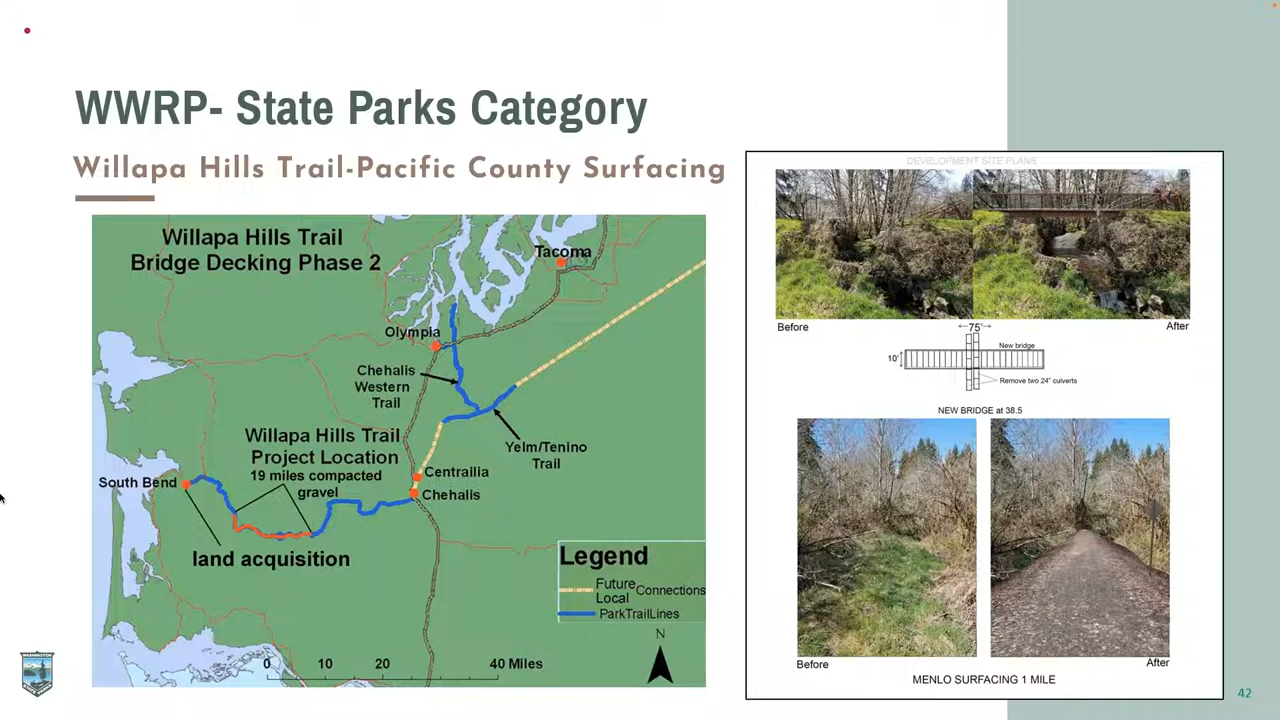 WWRP- State Parks Category
Willapa Hills Trail-Pacific County Surfacing
Willapa Hills Trail
Bridge Decking Phase 2
Tacoma
Olympia
Chehalis
Western
Trail
Willapa Hills Trail
Project Location
19 miles compacted
gravel
Yelm/Tenino
Trail
Centrailia
South Bend
Chehalis
land acquisition
Legend
Future Local Connections
ParkTrailLines
N
0 10 20 40 Miles
DEVELOPMENT SITE PLANS
Before
After
75'
New bridge
10'
Remove two 24" culverts
NEW BRIDGE at 38.5
Before
After
MENLO SURFACING 1 MILE
42